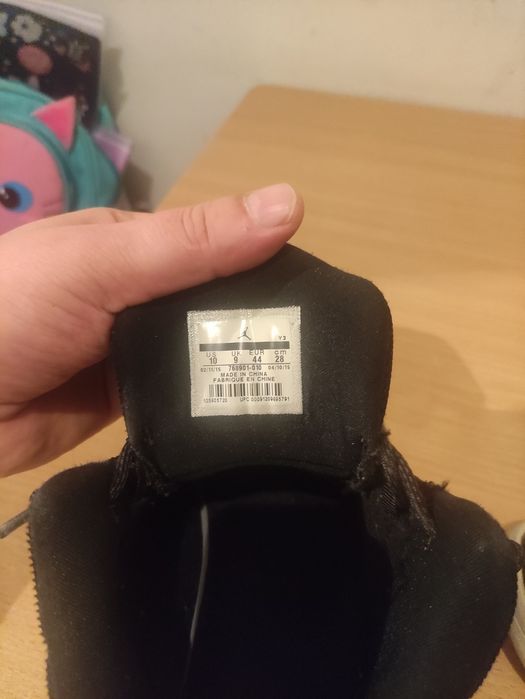 Y3
US UK EUR cm
10 9 44 28
02/11/15 768901-010 04/10/15
MADE IN CHINA
FABRIQUE EN CHINE